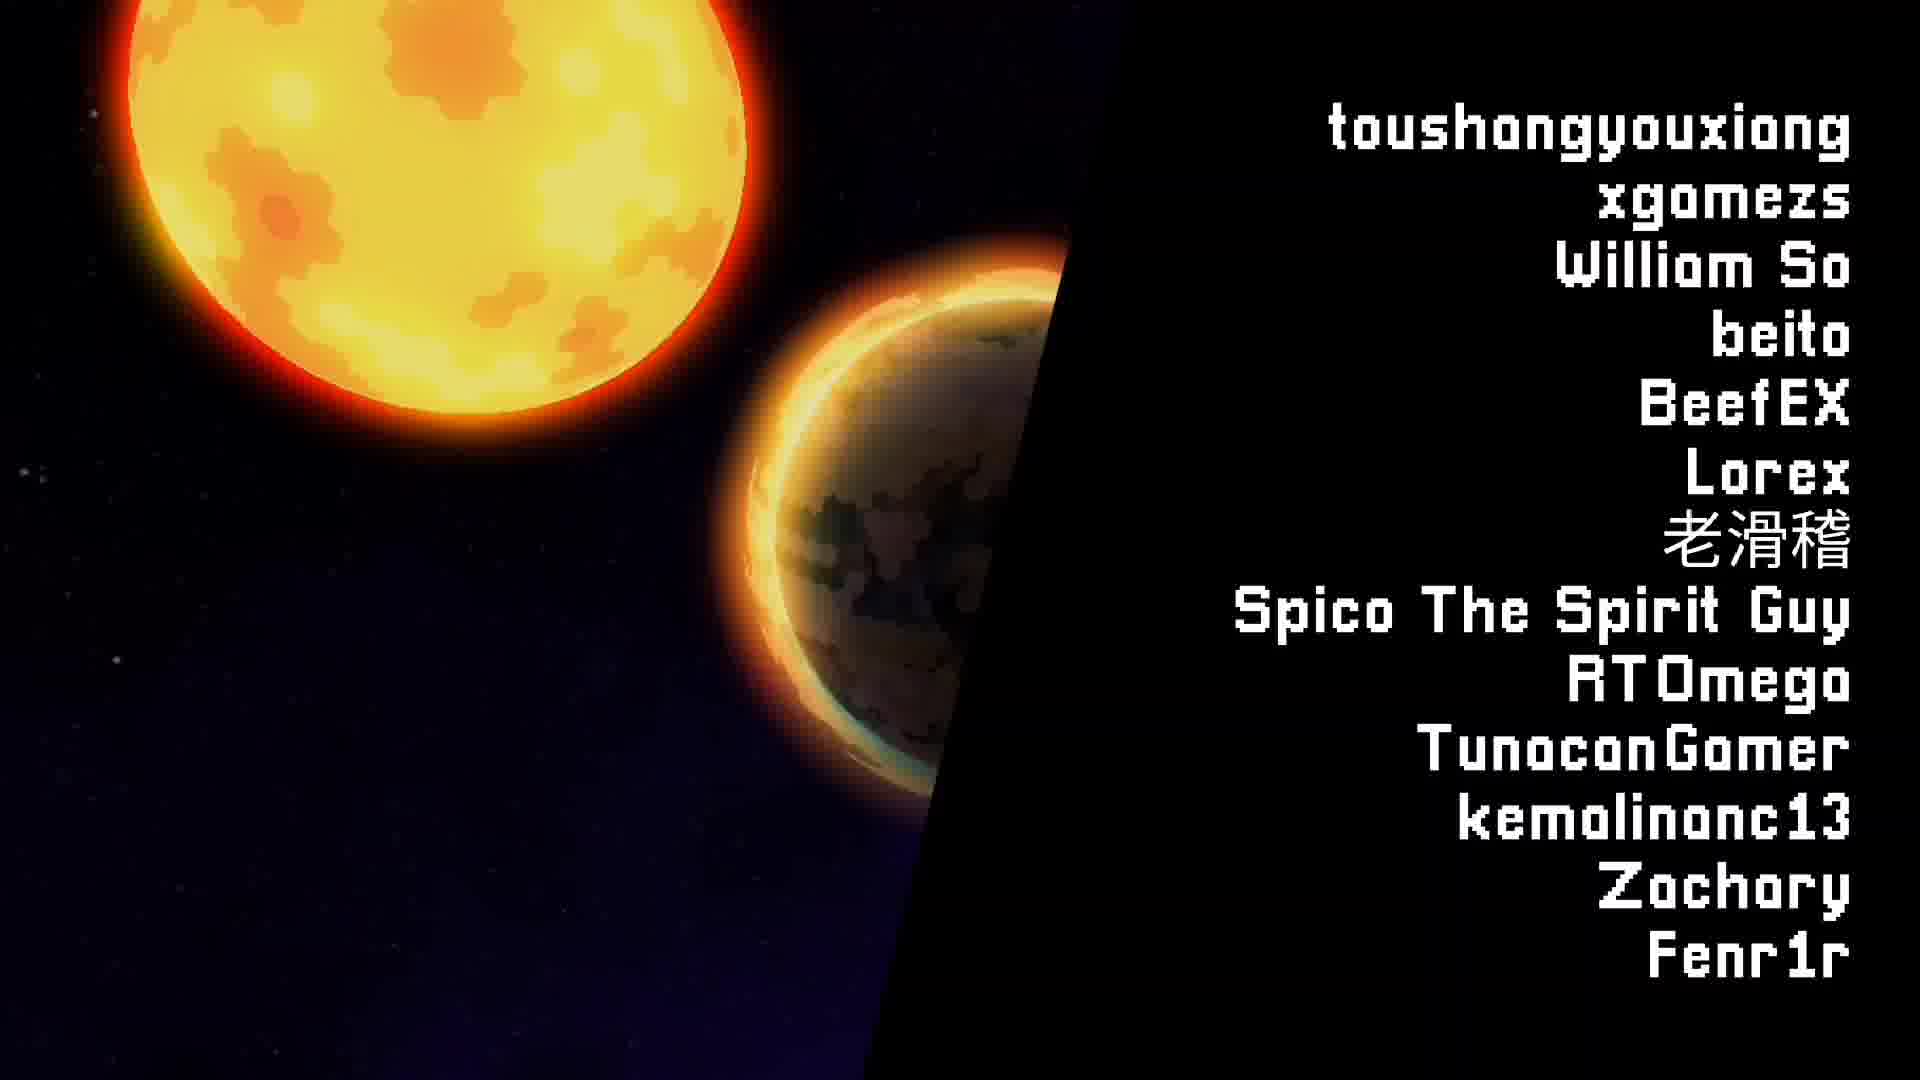 toushangyouxiang
xgamezs
William So
beito
BeefEX
Lorex
老滑稽
Spico The Spirit Guy
RTOmega
TunacanGamer
kemalinanc13
Zachary
Fenr1r